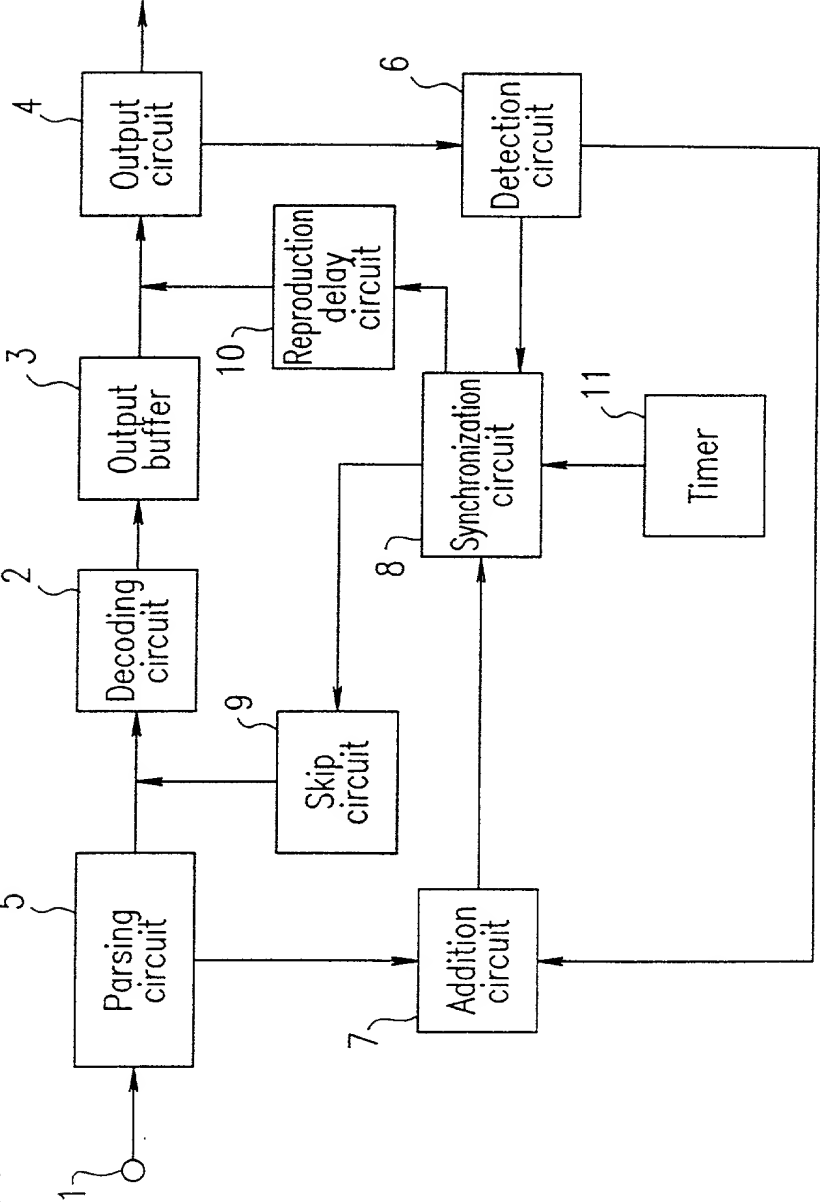 1
5
Parsing
circuit
2
Decoding
circuit
3
Output
buffer
4
Output
circuit
9
Skip
circuit
10
Reproduction
delay
circuit
7
Addition
circuit
8
Synchronization
circuit
6
Detection
circuit
11
Timer